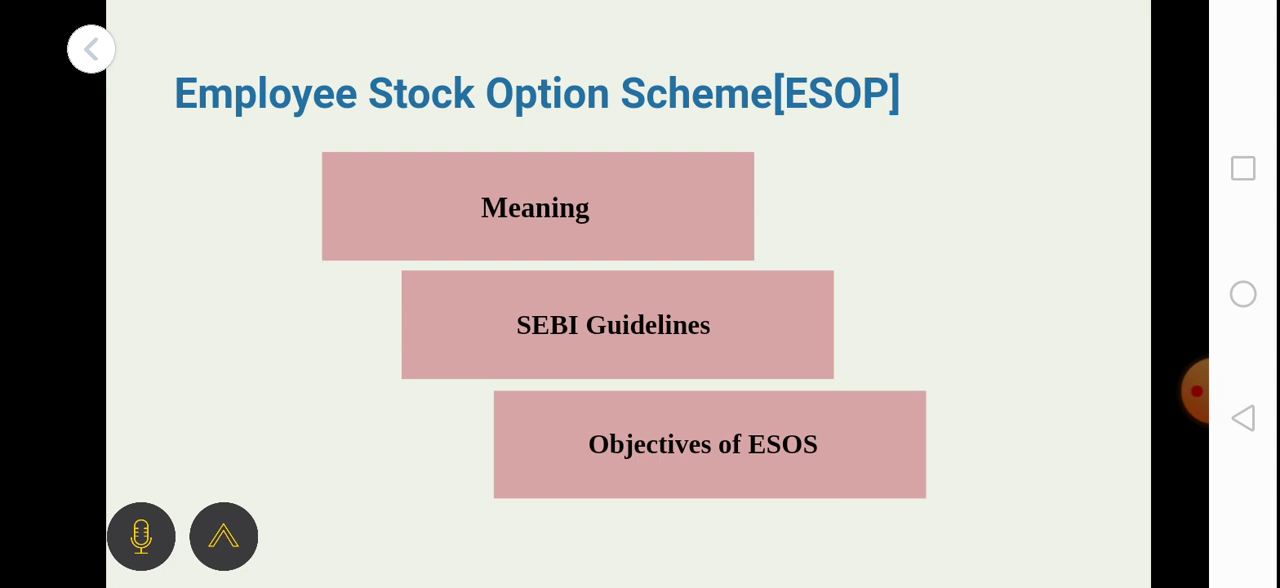 Employee Stock Option Scheme[ESOP]
Meaning
SEBI Guidelines
Objectives of ESOS